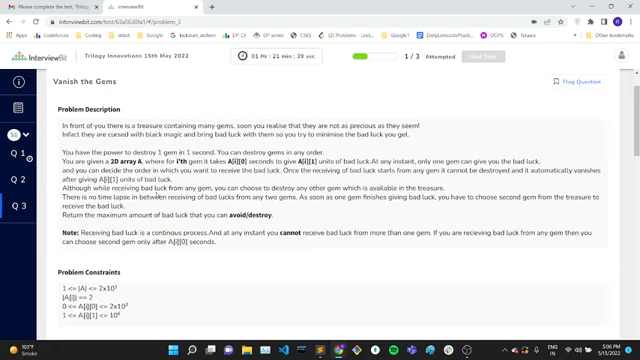 Please complete the test, Trilog
interviewbit.com
interviewbit.com/test/63a5630fa1/#/problem_3
Coding
intuit
Google
kickstart_archive
DP series
CSES
(2) Problems - Leetc...
DP
Gitaaia
Other Bookmarks
InterviewBit
Trilogy Innovations 15th May 2022
01 Hr : 21 min : 39 sec
1 / 3 Attempted
End Test
S1
Q 1
Q 2
Q 3
Vanish the Gems
Flag Question
Problem Description
In front of you there is a treasure containing many gems, soon you realise that they are not as precious as they seem!
Infact they are cursed with black magic and bring bad luck with them so you try to minimise the bad luck you get.
You have the power to destroy 1 gem in 1 second. You can destroy gems in any order.
You are given a 2D array A, where for i'th gem it takes A[i][0] seconds to give A[i][1] units of bad luck.At any instant, only one gem can give you the bad luck,
and you can decide the order in which you want to receive the bad luck. Once the receiving of bad luck starts from any gem it cannot be destroyed and it automatically vanishes
after giving A[i][1] units of bad luck.
Although while receiving bad luck from any gem, you can choose to destroy any other gem which is available in the treasure.
There is no time lapse in between receiving of bad lucks from any two gems. As soon as one gem finishes giving bad luck, you have to choose second gem from the treasure to
receive the bad luck.
Return the maximum amount of bad luck that you can avoid/destroy.
Note: Receiving bad luck is a continous process.And at any instant you cannot receive bad luck from more than one gem. If you are recieving bad luck from any gem then you
can choose second gem only after A[i][0] seconds.
Problem Constraints
1 <= |A| <= 2x10³
|A[i]| == 2
0 <= A[i][0] <= 2x10³
1 <= A[i][1] <= 10⁶
103°F
Haze
ENG
IN
5:06 PM
5/15/2022